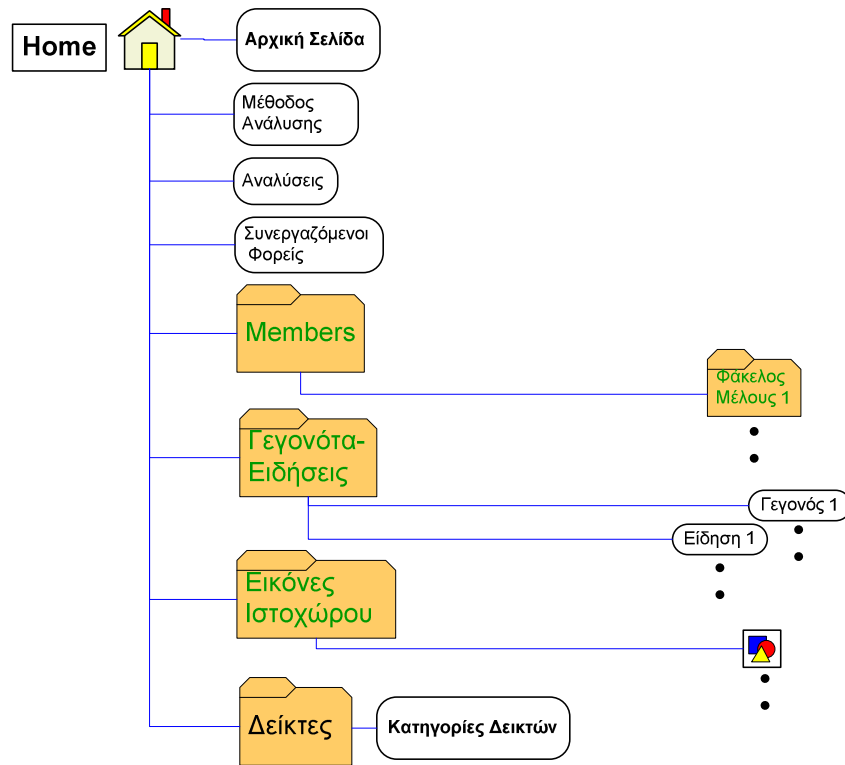 Home
Αρχική Σελίδα
Μέθοδος
Ανάλυσης
Αναλύσεις
Συνεργαζόμενοι
Φορείς
Members
Φάκελος
Μέλους 1
Γεγονότα-
Ειδήσεις
Γεγονός 1
Είδηση 1
Εικόνες
Ιστοχώρου
Δείκτες
Κατηγορίες Δεικτών